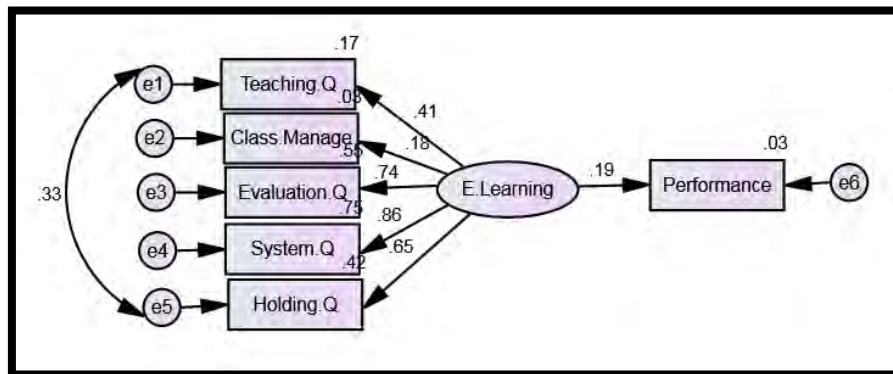 .17
e1
Teaching.Q
.03
.41
e2
Class.Manage
.18
.55
.03
e3
Evaluation.Q
.74
E.Learning
.19
Performance
e6
.33
.75
.86
e4
System.Q
.65
.42
e5
Holding.Q